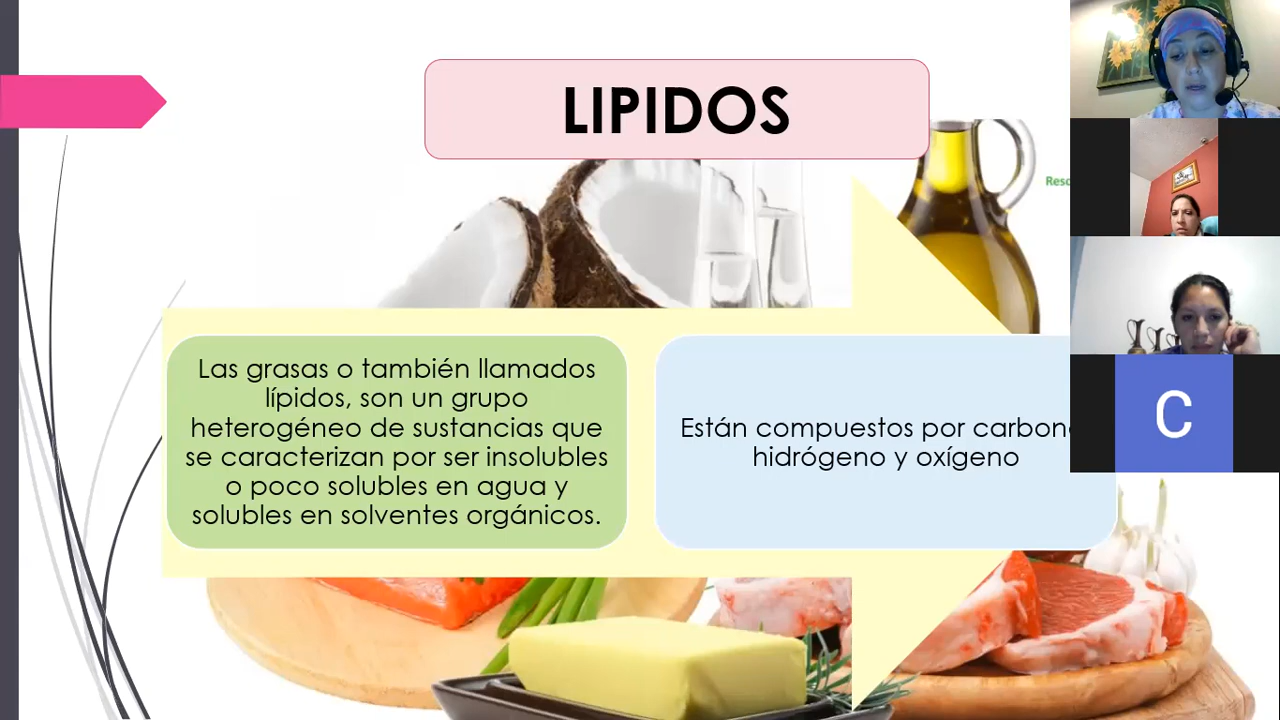 LIPIDOS
Las grasas o también llamados
lípidos, son un grupo
heterogéneo de sustancias que
se caracterizan por ser insolubles
o poco solubles en agua y
solubles en solventes orgánicos.
Están compuestos por
hidrógeno y oxígeno
C